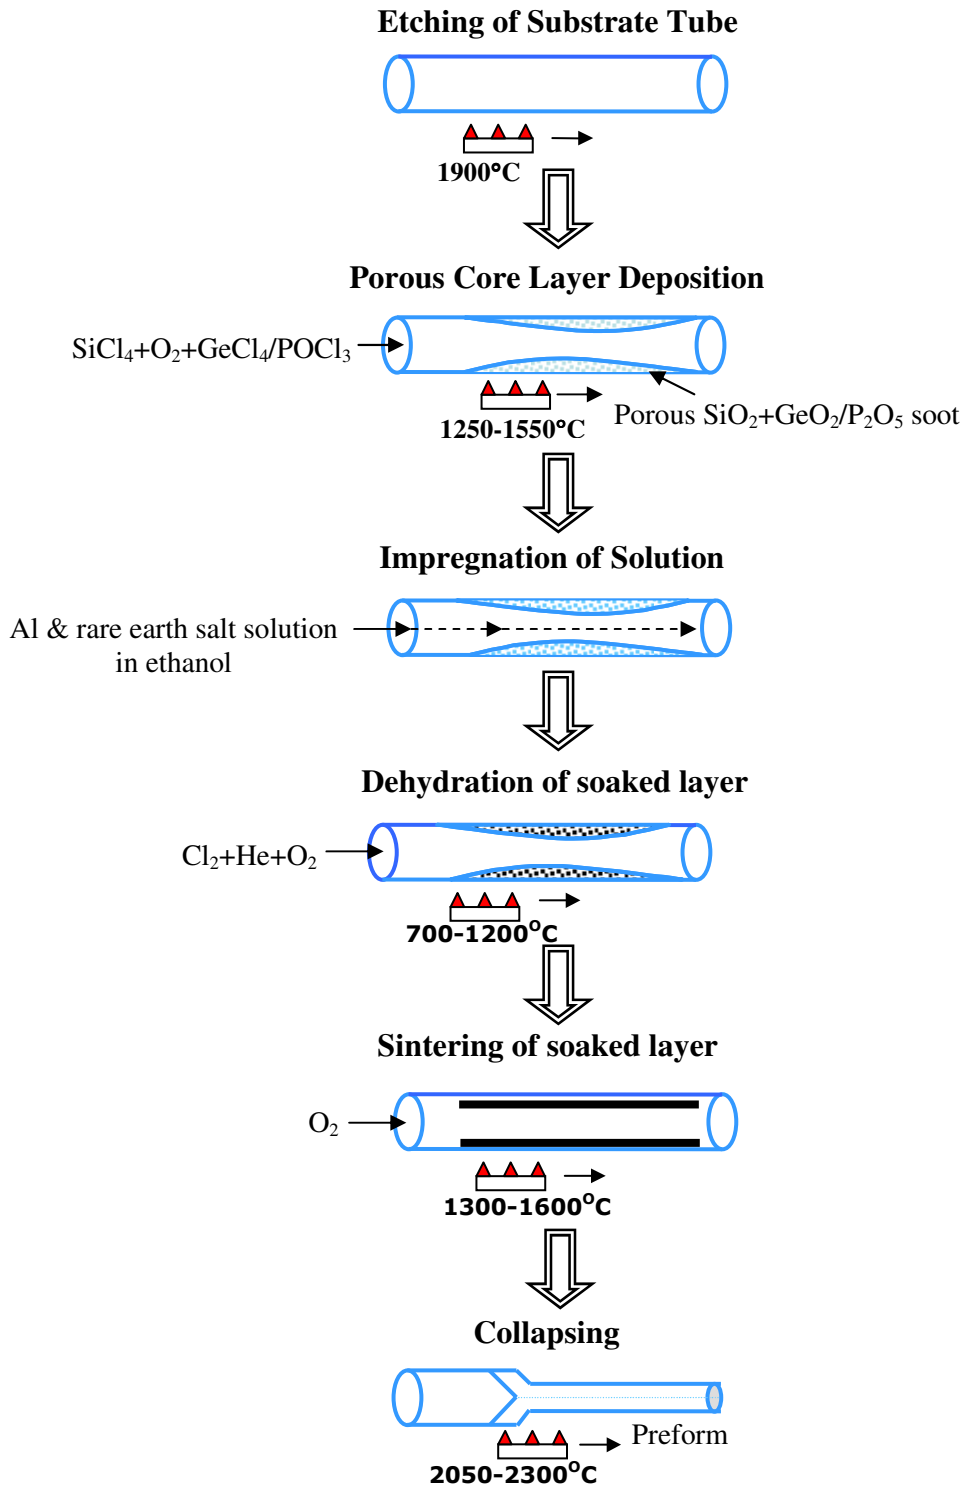 Etching of Substrate Tube
1900°C
Porous Core Layer Deposition
SiCl₄+O₂+GeCl₄/POCl₃
1250-1550°C
Porous SiO₂+GeO₂/P₂O₅ soot
Impregnation of Solution
Al & rare earth salt solution
in ethanol
Dehydration of soaked layer
Cl₂+He+O₂
700-1200°C
Sintering of soaked layer
O₂
1300-1600°C
Collapsing
Preform
2050-2300°C